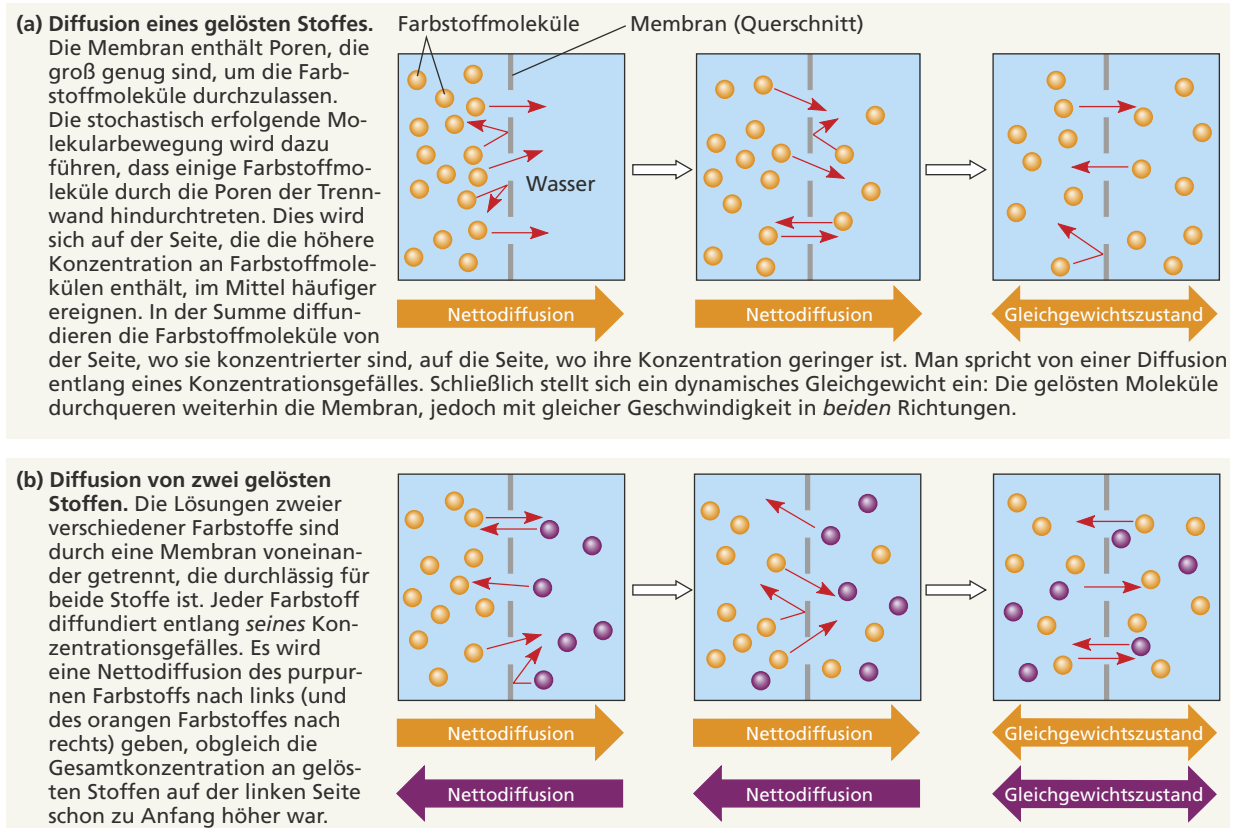 (a) Diffusion eines gelösten Stoffes.
Die Membran enthält Poren, die
groß genug sind, um die Farb-
stoffmoleküle durchzulassen.
Die stochastisch erfolgende Mo-
lekularbewegung wird dazu
führen, dass einige Farbstoffmo-
leküle durch die Poren der Trenn-
wand hindurchtreten. Dies wird
sich auf der Seite, die die höhere
Konzentration an Farbstoffmole-
külen enthält, im Mittel häufiger
ereignen. In der Summe diffun-
dieren die Farbstoffmoleküle von
der Seite, wo sie konzentrierter sind, auf die Seite, wo ihre Konzentration geringer ist. Man spricht von einer Diffusion
entlang eines Konzentrationsgefälles. Schließlich stellt sich ein dynamisches Gleichgewicht ein: Die gelösten Moleküle
durchqueren weiterhin die Membran, jedoch mit gleicher Geschwindigkeit in beiden Richtungen.
Farbstoffmoleküle
Membran (Querschnitt)
Wasser
Nettodiffusion
Nettodiffusion
Gleichgewichtszustand
(b) Diffusion von zwei gelösten
Stoffen. Die Lösungen zweier
verschiedener Farbstoffe sind
durch eine Membran voneinan-
der getrennt, die durchlässig für
beide Stoffe ist. Jeder Farbstoff
diffundiert entlang seines Kon-
zentrationsgefälles. Es wird
eine Nettodiffusion des purpur-
nen Farbstoffs nach links (und
des orangen Farbstoffes nach
rechts) geben, obgleich die
Gesamtkonzentration an gelös-
ten Stoffen auf der linken Seite
schon zu Anfang höher war.
Nettodiffusion
Nettodiffusion
Gleichgewichtszustand
Nettodiffusion
Nettodiffusion
Gleichgewichtszustand